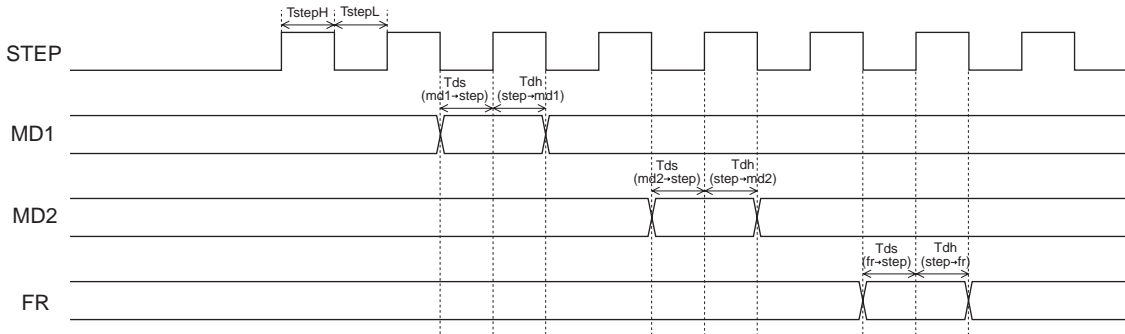 TstepH TstepL
STEP
Tds Tdh
(md1→step) (step→md1)
MD1
Tds Tdh
(md2→step) (step→md2)
MD2
Tds Tdh
(fr→step) (step→fr)
FR